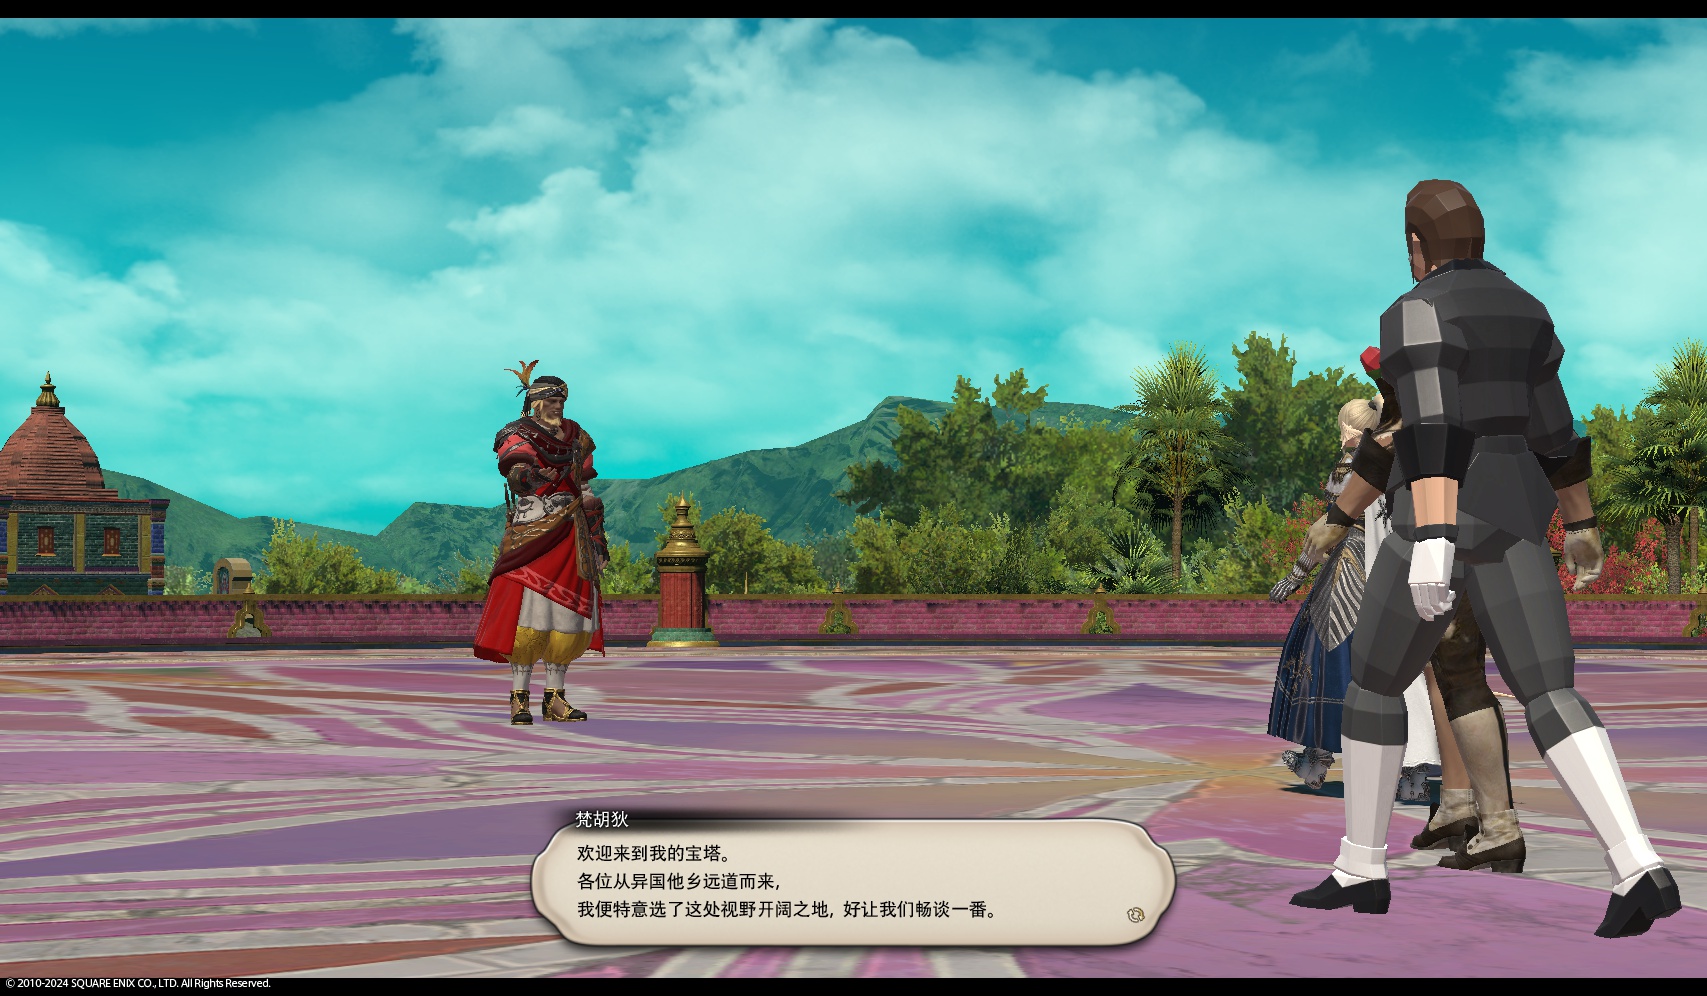 梵胡狄
欢迎来到我的宝塔。
各位从异国他乡远道而来，
我便特意选了这处视野开阔之地，好让我们畅谈一番。
© 2010-2024 SQUARE ENIX CO., LTD. All Rights Reserved.